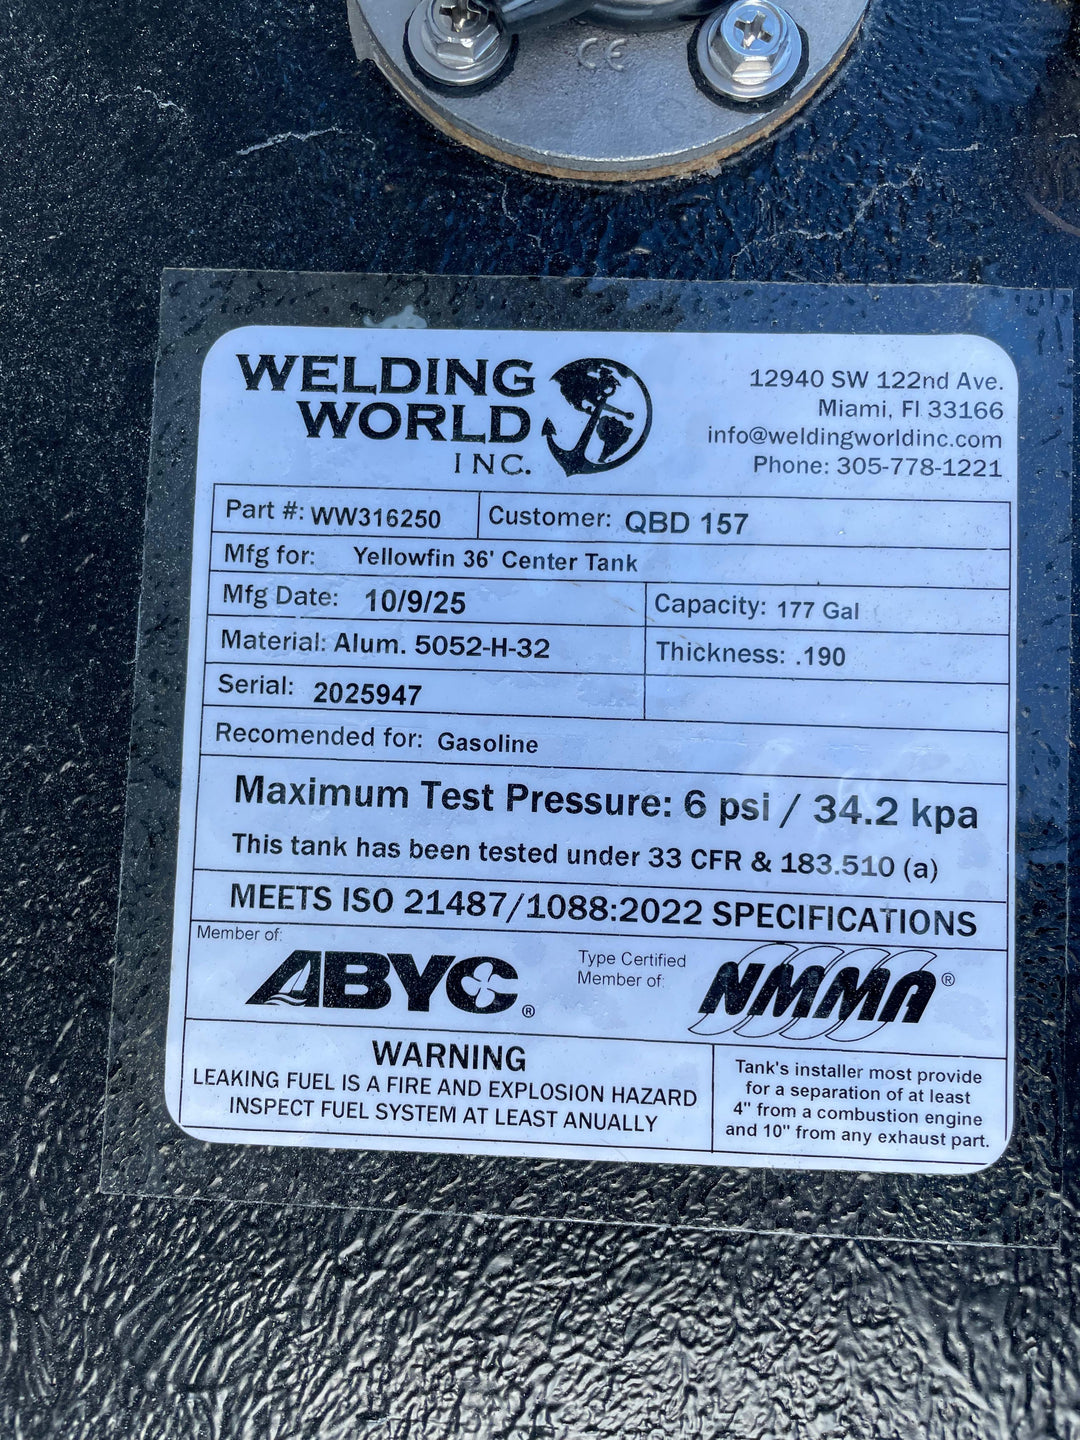 CE
WELDING
WORLD
INC.
12940 SW 122nd Ave.
Miami, Fl 33166
info@weldingworldinc.com
Phone: 305-778-1221
Part #: WW316250
Customer: QBD 157
Mfg for: Yellowfin 36' Center Tank
Mfg Date: 10/9/25
Capacity: 177 Gal
Material: Alum. 5052-H-32
Thickness: .190
Serial: 2025947
Recomended for: Gasoline
Maximum Test Pressure: 6 psi / 34.2 kpa
This tank has been tested under 33 CFR & 183.510 (a)
MEETS ISO 21487/1088:2022 SPECIFICATIONS
Member of:
ABYC®
Type Certified
Member of:
NMMA®
WARNING
LEAKING FUEL IS A FIRE AND EXPLOSION HAZARD
INSPECT FUEL SYSTEM AT LEAST ANUALLY
Tank's installer most provide
for a separation of at least
4" from a combustion engine
and 10" from any exhaust part.